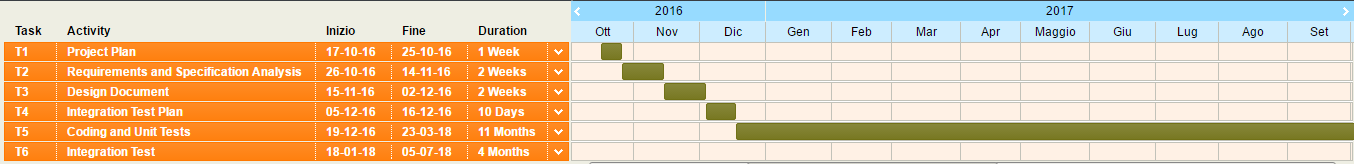 2016 2017
Task Activity Inizio Fine Duration Ott Nov Dic Gen Feb Mar Apr Maggio Giu Lug Ago Set
T1 Project Plan 17-10-16 25-10-16 1 Week
T2 Requirements and Specification Analysis 26-10-16 14-11-16 2 Weeks
T3 Design Document 15-11-16 02-12-16 2 Weeks
T4 Integration Test Plan 05-12-16 16-12-16 10 Days
T5 Coding and Unit Tests 19-12-16 23-03-18 11 Months
T6 Integration Test 18-01-18 05-07-18 4 Months